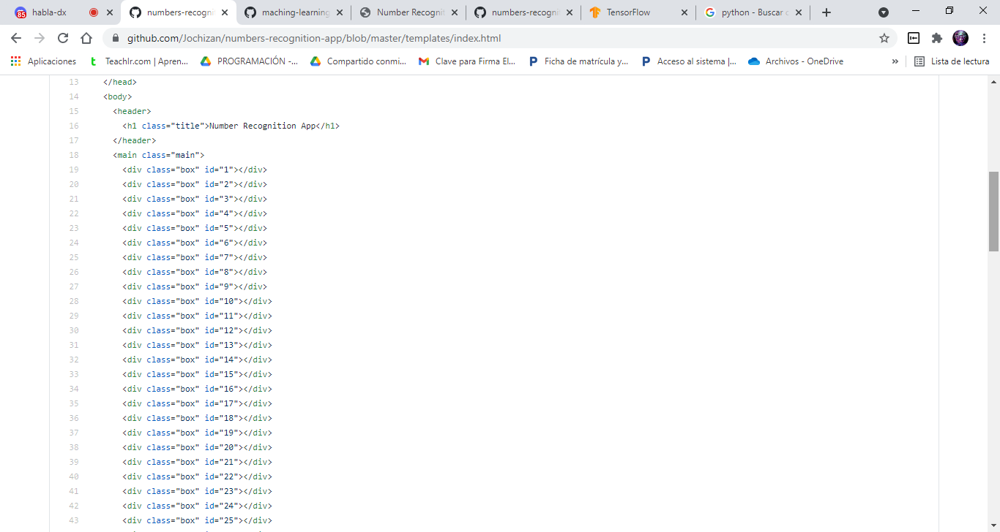 85 habla-dx
numbers-recogni
maching-learning
Number Recognit
numbers-recogni
TensorFlow
python - Buscar c
github.com/Jochizan/numbers-recognition-app/blob/master/templates/index.html
Aplicaciones
t Teachlr.com | Apren...
PROGRAMACIÓN -...
Compartido conmi...
Clave para Firma El...
P Ficha de matrícula y...
P Acceso al sistema |...
Archivos - OneDrive
»
Lista de lectura
13 </head>
14 <body>
15 <header>
16 <h1 class="title">Number Recognition App</h1>
17 </header>
18 <main class="main">
19 <div class="box" id="1"></div>
20 <div class="box" id="2"></div>
21 <div class="box" id="3"></div>
22 <div class="box" id="4"></div>
23 <div class="box" id="5"></div>
24 <div class="box" id="6"></div>
25 <div class="box" id="7"></div>
26 <div class="box" id="8"></div>
27 <div class="box" id="9"></div>
28 <div class="box" id="10"></div>
29 <div class="box" id="11"></div>
30 <div class="box" id="12"></div>
31 <div class="box" id="13"></div>
32 <div class="box" id="14"></div>
33 <div class="box" id="15"></div>
34 <div class="box" id="16"></div>
35 <div class="box" id="17"></div>
36 <div class="box" id="18"></div>
37 <div class="box" id="19"></div>
38 <div class="box" id="20"></div>
39 <div class="box" id="21"></div>
40 <div class="box" id="22"></div>
41 <div class="box" id="23"></div>
42 <div class="box" id="24"></div>
43 <div class="box" id="25"></div>